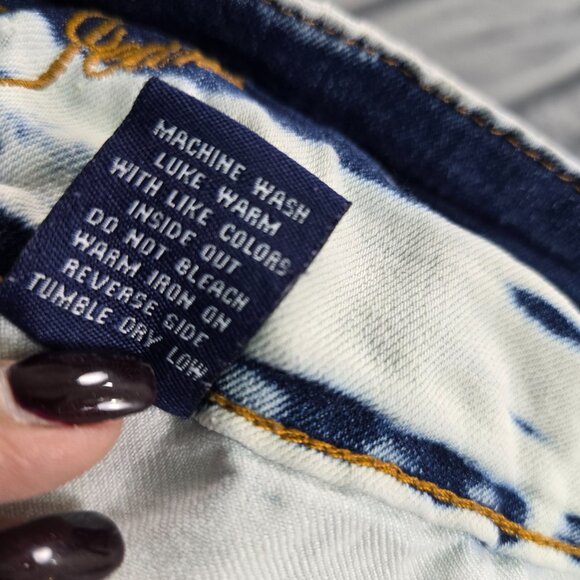 MACHINE WASH
LUKE WARM
WITH LIKE COLORS
INSIDE OUT
DO NOT BLEACH
WARM IRON ON
REVERSE SIDE
TUMBLE DRY LOW